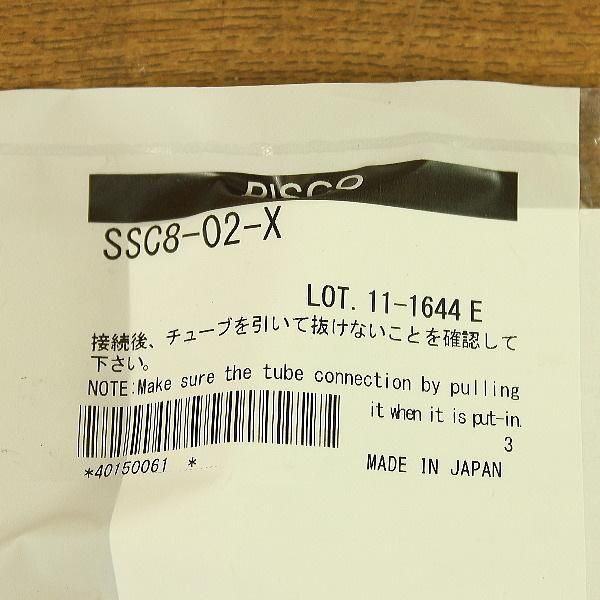 PISCO
SSC8-02-X
LOT. 11-1644 E
接続後、チューブを引いて抜けないことを確認して
下さい。
NOTE:Make sure the tube connection by pulling
it when it is put-in.
3
*40150061 *
MADE IN JAPAN